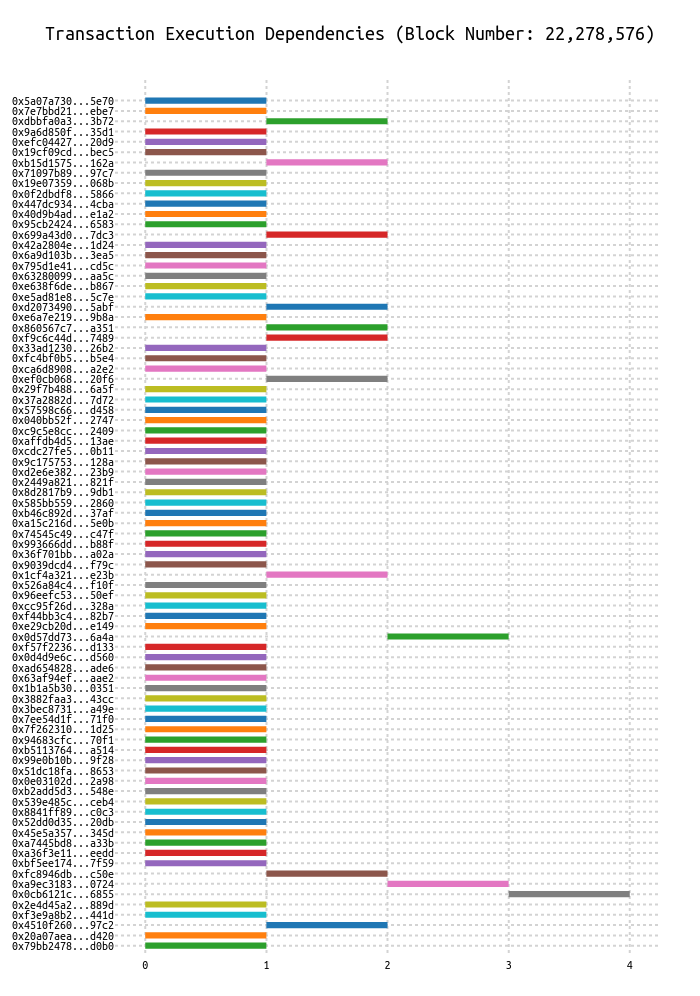 Transaction Execution Dependencies (Block Number: 22,278,576)
0x5a07a730...5e70
0x7e7bbd21...ebe7
0xdbbfa0a3...3b72
0x9a6d850f...35d1
0xefc04427...20d9
0x19cf09cd...bec5
0xb15d1575...162a
0x71097b89...97c7
0x19e07359...068b
0x0f2dbdf8...5866
0x447dc934...4cba
0x40d9b4ad...e1a2
0x95cb2424...6583
0x699a43d0...7dc3
0x42a2804e...1d24
0x6a9d103b...3ea5
0x795d1e41...cd5c
0x63280099...aa5c
0xe638f6de...b867
0xe5ad81e8...5c7e
0xd2073490...5abf
0xe6a7e219...9b8a
0x860567c7...a351
0xf9c6c44d...7489
0x33ad1230...26b2
0xfc4bf0b5...b5e4
0xca6d8908...a2e2
0xef0cb068...20f6
0x29f7b488...6a5f
0x37a2882d...7d72
0x57598c66...d458
0x040bb52f...2747
0xc9c5e8cc...2409
0xaffdb4d5...13ae
0xcdc27fe5...0b11
0x9c175753...128a
0xd2e6e382...23b9
0x2449a821...821f
0x8d2817b9...9db1
0x585bb559...2860
0xb46c892d...37af
0xa15c216d...5e0b
0x74545c49...c47f
0x993666dd...b88f
0x36f701bb...a02a
0x9039dcd4...f79c
0x1cf4a321...e23b
0x526a84c4...f10f
0x96eefc53...50ef
0xcc95f26d...328a
0xf44bb3c4...82b7
0xe29cb20d...e149
0x0d57dd73...6a4a
0xf57f2236...d133
0x0d4d9e6c...d560
0xad654828...ade6
0x63af94ef...aae2
0x1b1a5b30...0351
0x3882faa3...43cc
0x3bec8731...a49e
0x7ee54d1f...71f0
0x7f262310...1d25
0x94683cfc...70f1
0xb5113764...a514
0x99e0b10b...9f28
0x51dc18fa...8653
0x0e03102d...2a98
0xb2add5d3...548e
0x539e485c...ceb4
0x8841ff89...c0c3
0x52dd0d35...20db
0x45e5a357...345d
0xa7445bd8...a33b
0xa36f3e11...eedd
0xbf5ee174...7f59
0xfc8946db...c50e
0xa9ec3183...0724
0x0cb6121c...6855
0x2e4d45a2...889d
0xf3e9a8b2...441d
0x4510f260...97c2
0x20a07aea...d420
0x79bb2478...d0b0
0 1 2 3 4